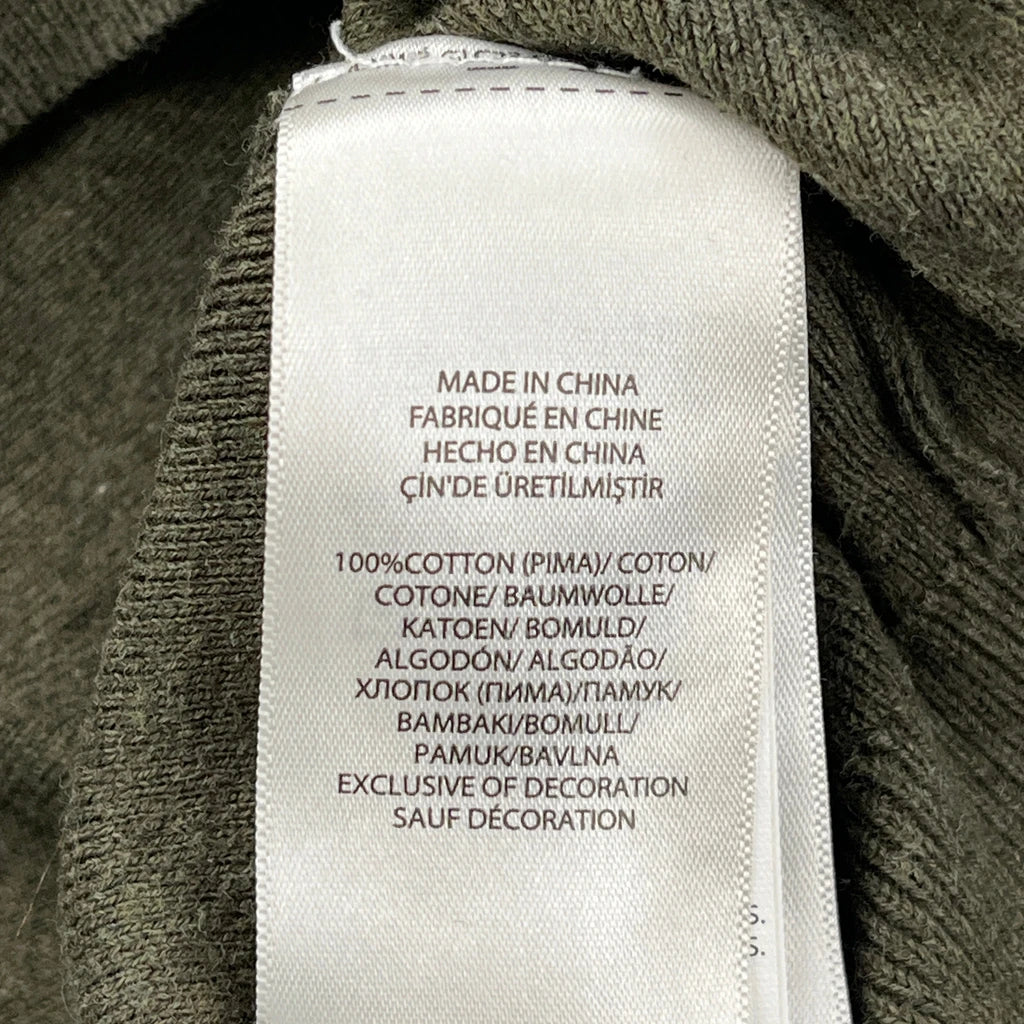 MADE IN CHINA
FABRIQUÉ EN CHINE
HECHO EN CHINA
ÇİN'DE ÜRETİLMİŞTİR
100%COTTON (PIMA)/ COTON/
COTONE/ BAUMWOLLE/
KATOEN/ BOMULD/
ALGODÓN/ ALGODÃO/
ХЛОПОК (ПИМА)/ПАМУК/
BAMBAKI/BOMULL/
PAMUK/BAVLNA
EXCLUSIVE OF DECORATION
SAUF DÉCORATION
S.
S.